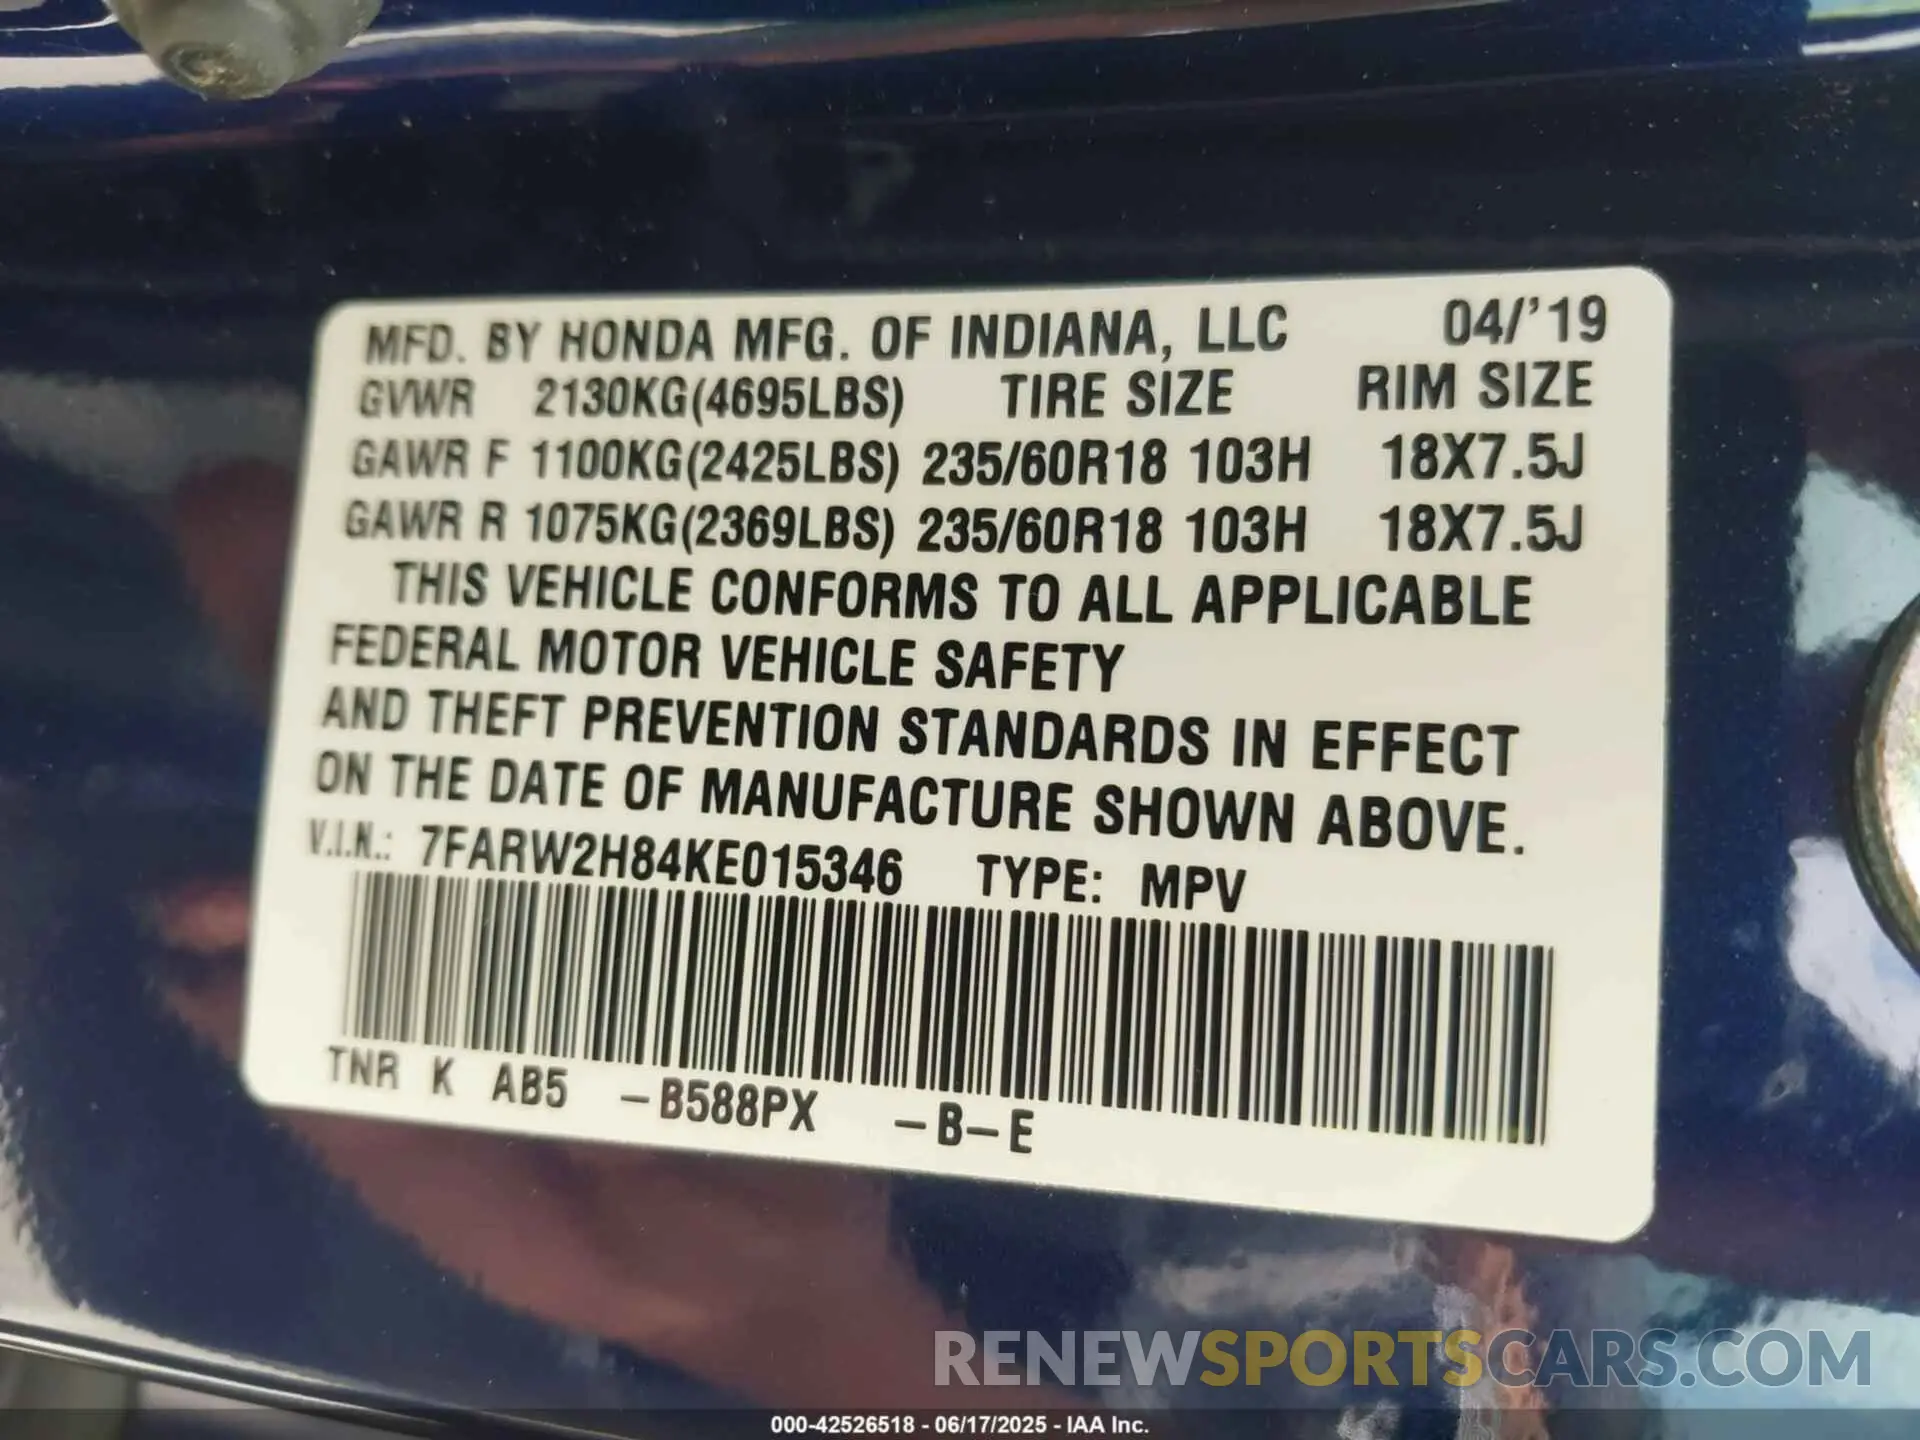 MFD. BY HONDA MFG. OF INDIANA, LLC 04/'19
GVWR 2130KG(4695LBS) TIRE SIZE RIM SIZE
GAWR F 1100KG(2425LBS) 235/60R18 103H 18X7.5J
GAWR R 1075KG(2369LBS) 235/60R18 103H 18X7.5J
THIS VEHICLE CONFORMS TO ALL APPLICABLE
FEDERAL MOTOR VEHICLE SAFETY
AND THEFT PREVENTION STANDARDS IN EFFECT
ON THE DATE OF MANUFACTURE SHOWN ABOVE.
V.I.N.: 7FARW2H84KE015346 TYPE: MPV
TNR K AB5 -B588PX -B-E
RENEWSPORTSCARS.COM
000-42526518 - 06/17/2025 - IAA Inc.